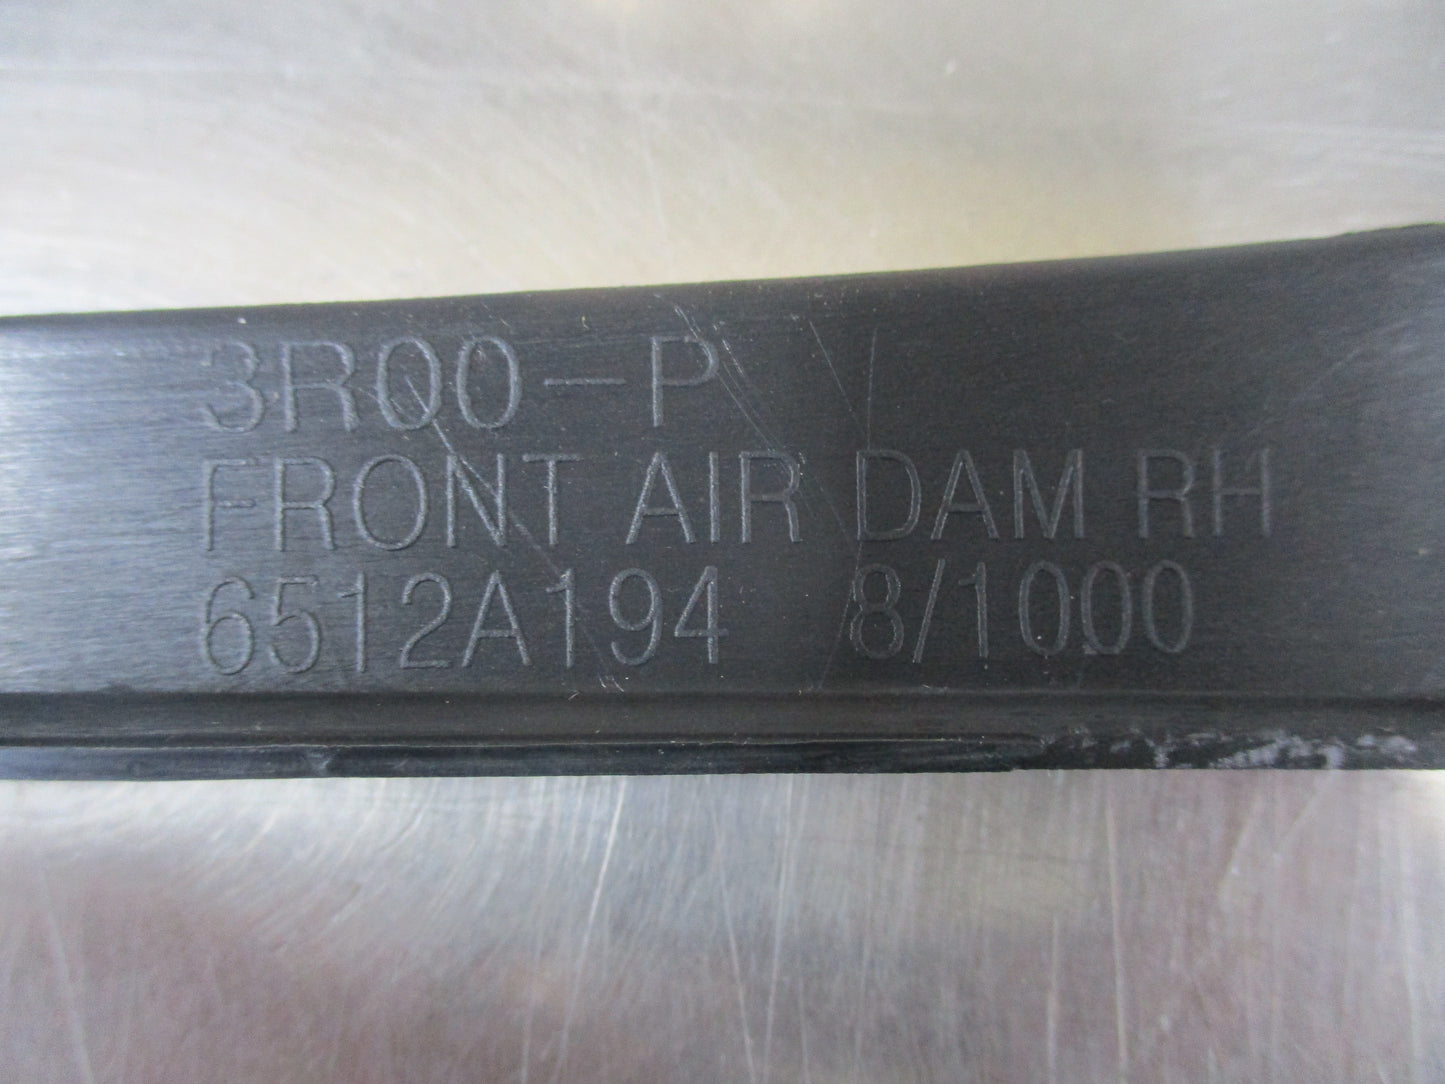 3R00-P
FRONT AIR DAM RH
6512A194 8/1000